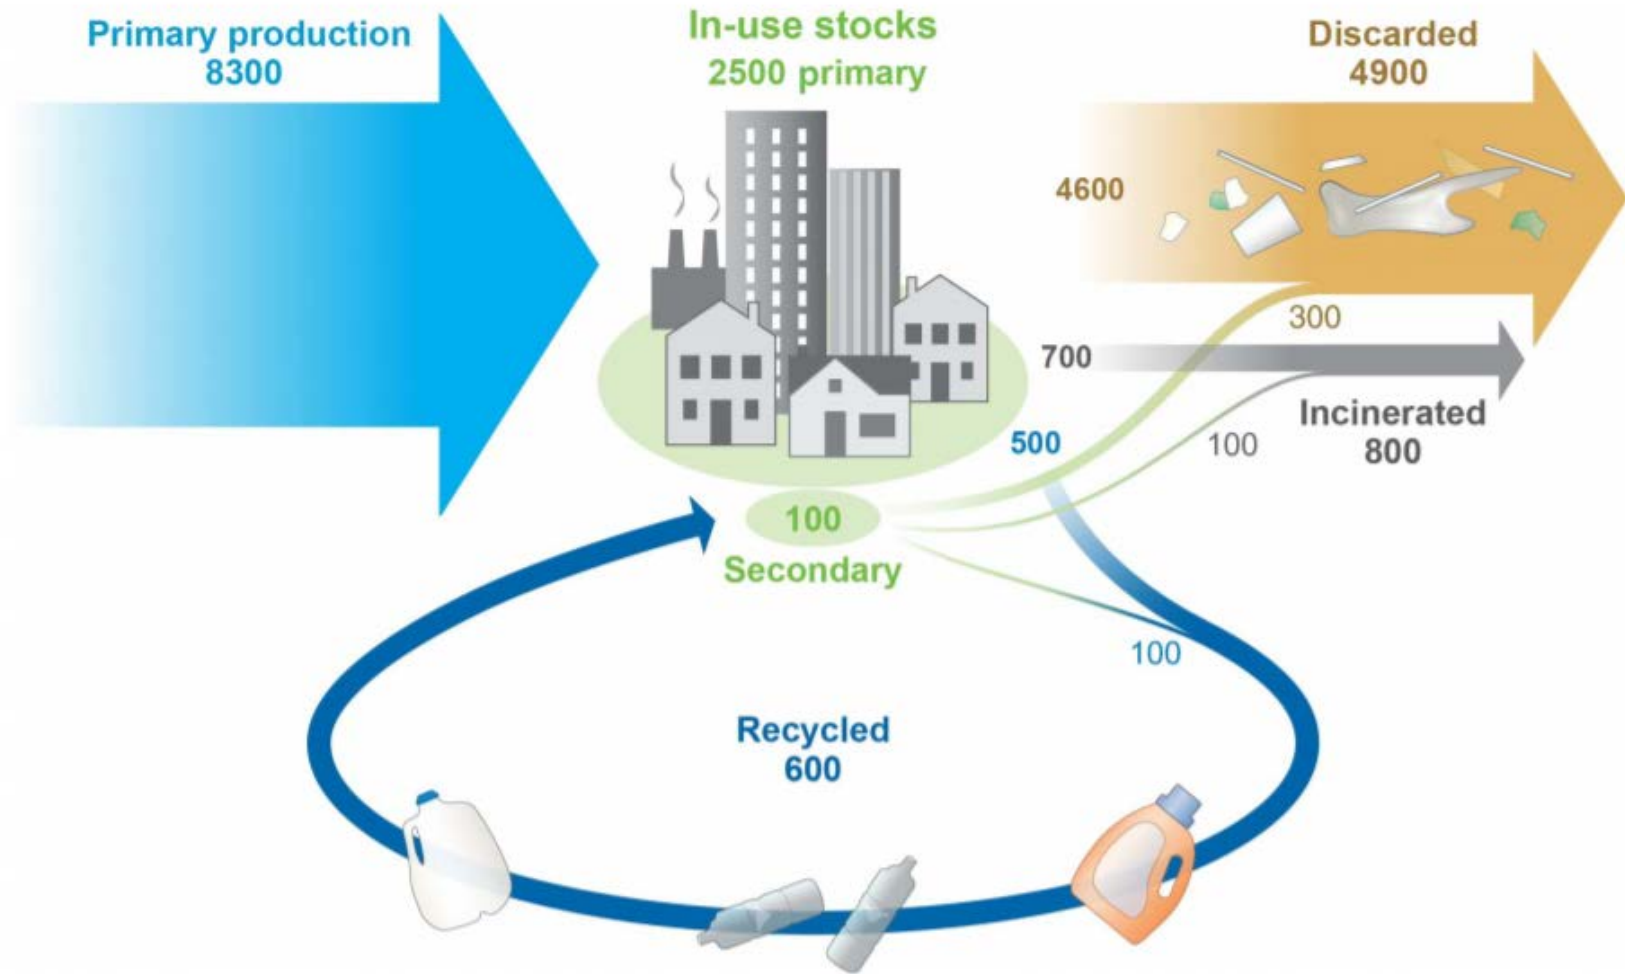 Primary production
8300
In-use stocks
2500 primary
Discarded
4900
4600
300
700
Incinerated
800
500
100
100
Secondary
100
Recycled
600